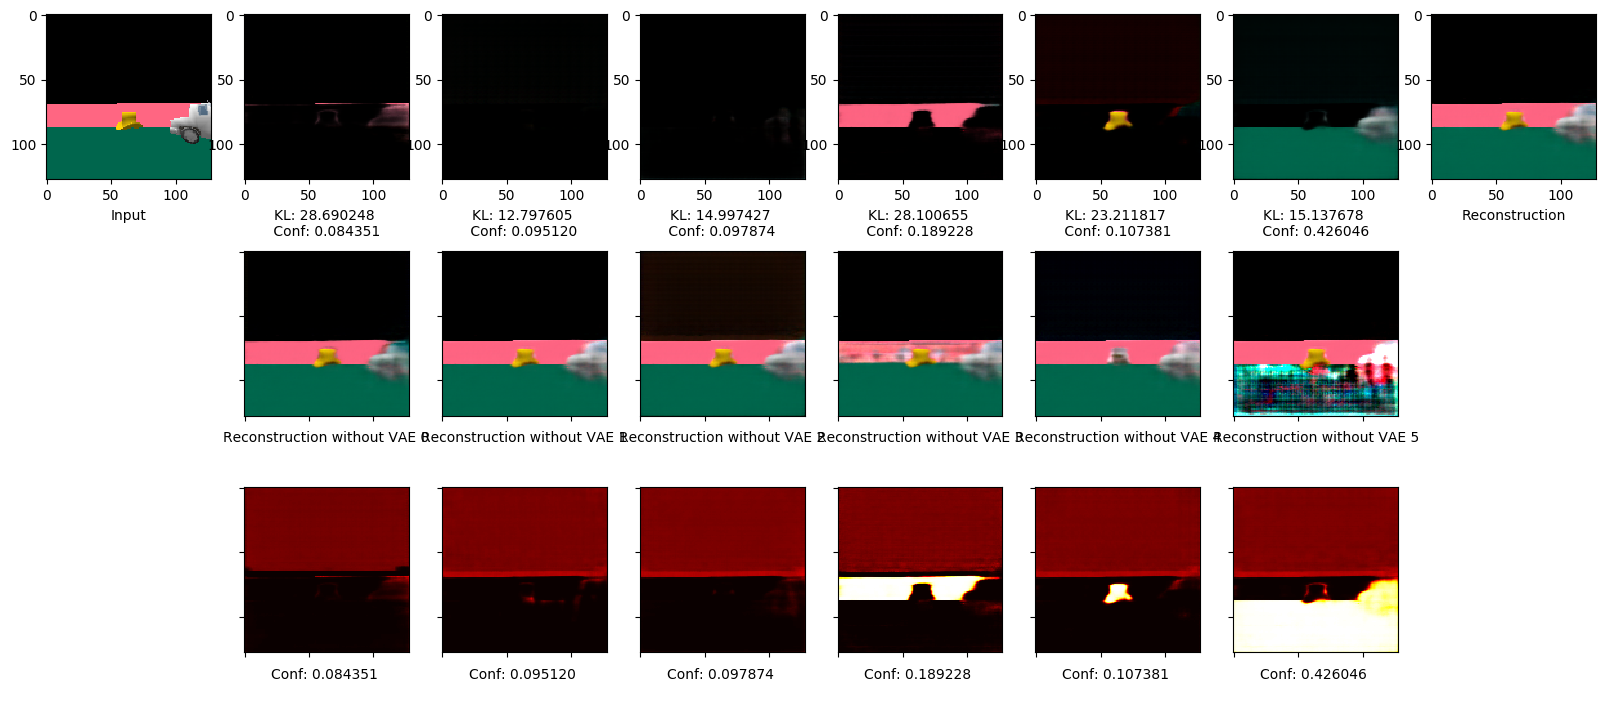 0 0 0 0 0 0 0 0
50 50 50 50 50 50 50 50
100 100 100 100 100 100 100 100
0 50 100 0 50 100 0 50 100 0 50 100 0 50 100 0 50 100 0 50 100 0 50 100
Input KL: 28.690248 KL: 12.797605 KL: 14.997427 KL: 28.100655 KL: 23.211817 KL: 15.137678 Reconstruction
Conf: 0.084351 Conf: 0.095120 Conf: 0.097874 Conf: 0.189228 Conf: 0.107381 Conf: 0.426046
Reconstruction without VAE 0 Reconstruction without VAE 1 Reconstruction without VAE 2 Reconstruction without VAE 3 Reconstruction without VAE 4 Reconstruction without VAE 5
Conf: 0.084351 Conf: 0.095120 Conf: 0.097874 Conf: 0.189228 Conf: 0.107381 Conf: 0.426046